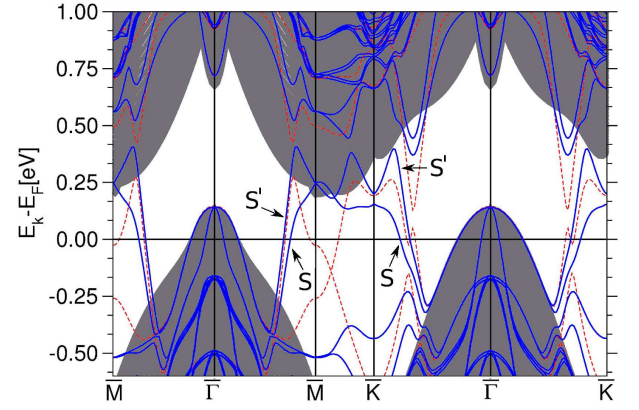 1.00
0.75
0.50
0.25
0.00
-0.25
-0.50
E_k-E_F[eV]
S'
S
S'
S
M̅ Γ̅ M̅ K̅ Γ̅ K̅